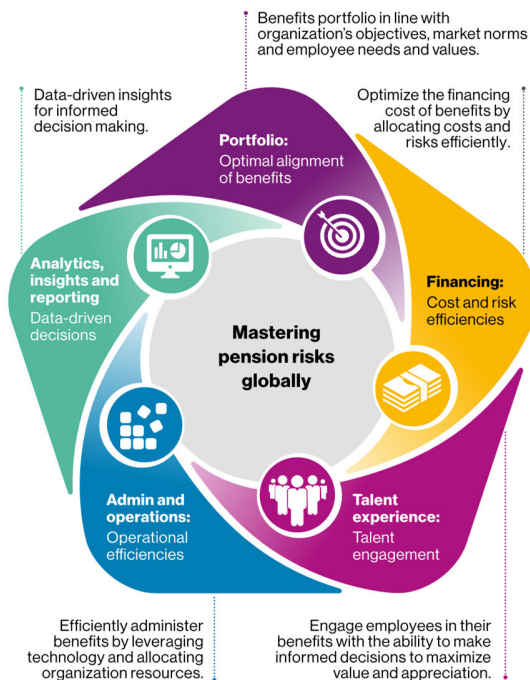 Benefits portfolio in line with
organization's objectives, market norms
and employee needs and values.
Data-driven insights
for informed
decision making.
Optimize the financing
cost of benefits by
allocating costs and
risks efficiently.
Portfolio:
Optimal alignment
of benefits
Analytics,
insights and
reporting
Data-driven
decisions
Financing:
Cost and risk
efficiencies
Mastering
pension risks
globally
Admin and
operations:
Operational
efficiencies
Talent
experience:
Talent
engagement
Efficiently administer
benefits by leveraging
technology and allocating
organization resources.
Engage employees in their
benefits with the ability to make
informed decisions to maximize
value and appreciation.